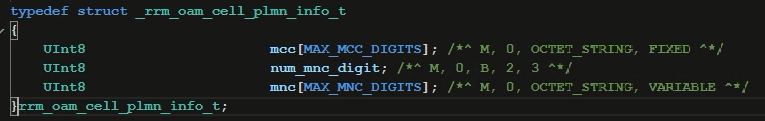 typedef struct _rrm_oam_cell_plmn_info_t
{
UInt8 mcc[MAX_MCC_DIGITS]; /*^ M, 0, OCTET_STRING, FIXED ^*/
UInt8 num_mnc_digit; /*^ M, 0, B, 2, 3 ^*/
UInt8 mnc[MAX_MNC_DIGITS]; /*^ M, 0, OCTET_STRING, VARIABLE ^*/
}rrm_oam_cell_plmn_info_t;